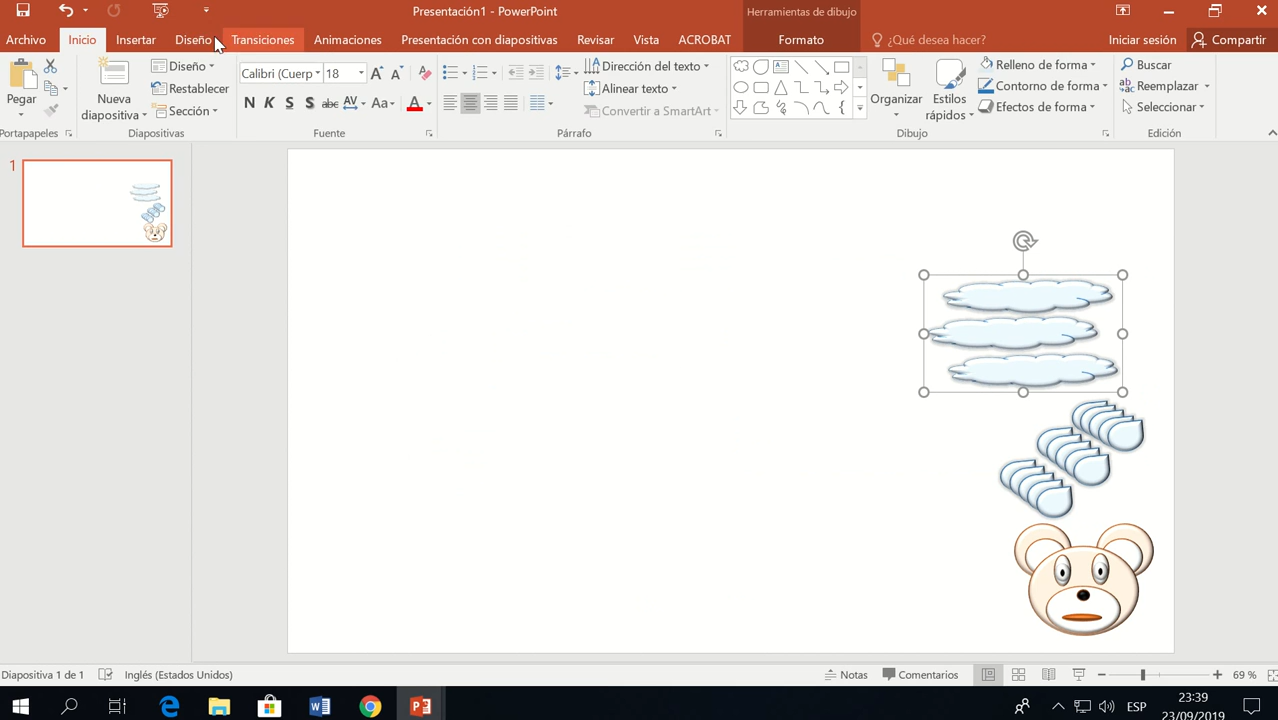 Presentación1 - PowerPoint
Herramientas de dibujo
Archivo Inicio Insertar Diseño Transiciones Animaciones Presentación con diapositivas Revisar Vista ACROBAT Formato ¿Qué desea hacer? Iniciar sesión Compartir
Pegar
Nueva diapositiva
Diseño
Restablecer
Sección
Calibri (Cuerp 18
N K S S abc AV Aa A
Dirección del texto
Alinear texto
Convertir a SmartArt
Organizar
Estilos rápidos
Relleno de forma
Contorno de forma
Efectos de forma
Buscar
Reemplazar
Seleccionar
Portapapeles Diapositivas Fuente Párrafo Dibujo Edición
1
Diapositiva 1 de 1 Inglés (Estados Unidos) Notas Comentarios 69 %
ESP
23:39
23/09/2019